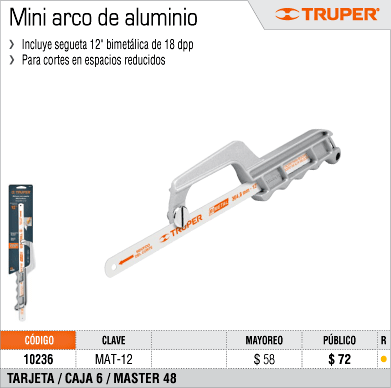 Mini arco de aluminio
TRUPER®
Incluye segueta 12" bimetálica de 18 dpp
Para cortes en espacios reducidos
TRUPER
CÓDIGO CLAVE MAYOREO PÚBLICO R
10236 MAT-12 $ 58 $ 72
TARJETA / CAJA 6 / MASTER 48